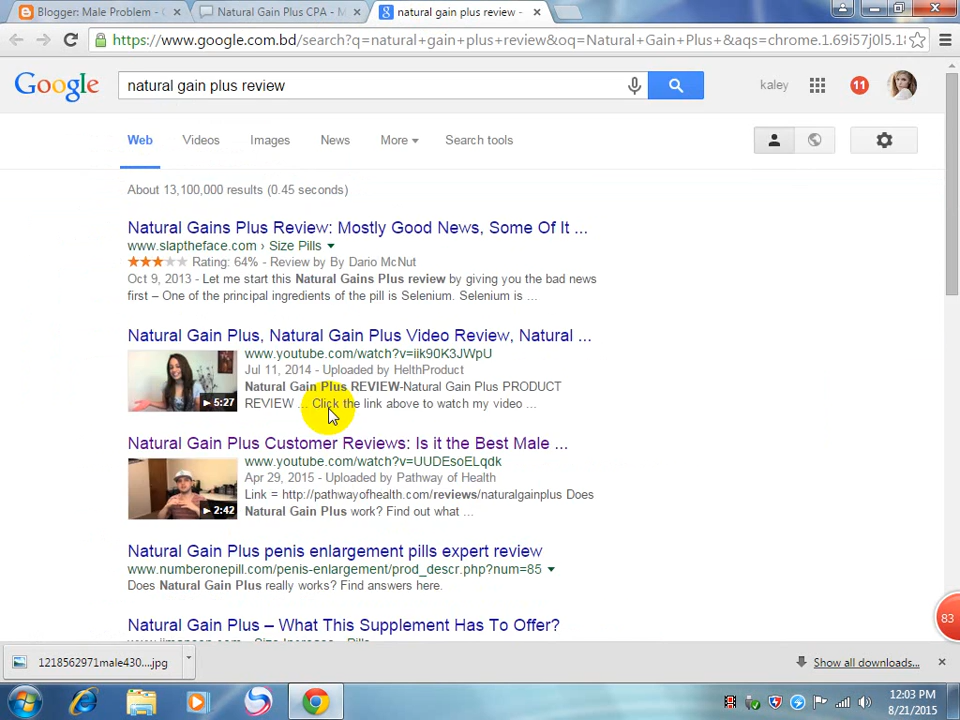 Blogger: Male Problem -
Natural Gain Plus CPA - M
natural gain plus review -
https://www.google.com.bd/search?q=natural+gain+plus+review&oq=Natural+Gain+Plus+&aqs=chrome.1.69i57j0l5.18
Google
natural gain plus review
kaley
11
Web
Videos
Images
News
More
Search tools
About 13,100,000 results (0.45 seconds)
Natural Gains Plus Review: Mostly Good News, Some Of It ...
www.slaptheface.com › Size Pills
Rating: 64% - Review by By Dario McNut
Oct 9, 2013 - Let me start this Natural Gains Plus review by giving you the bad news
first – One of the principal ingredients of the pill is Selenium. Selenium is ...
Natural Gain Plus, Natural Gain Plus Video Review, Natural ...
www.youtube.com/watch?v=iik90K3JWpU
Jul 11, 2014 - Uploaded by HelthProduct
Natural Gain Plus REVIEW-Natural Gain Plus PRODUCT
REVIEW ... Click the link above to watch my video ...
5:27
Natural Gain Plus Customer Reviews: Is it the Best Male ...
www.youtube.com/watch?v=UUDEsoELqdk
Apr 29, 2015 - Uploaded by Pathway of Health
Link = http://pathwayofhealth.com/reviews/naturalgainplus Does
Natural Gain Plus work? Find out what ...
2:42
Natural Gain Plus penis enlargement pills expert review
www.numberonepill.com/penis-enlargement/prod_descr.php?num=85
Does Natural Gain Plus really works? Find answers here.
Natural Gain Plus – What This Supplement Has To Offer?
83
1218562971male430....jpg
Show all downloads...
12:03 PM
8/21/2015